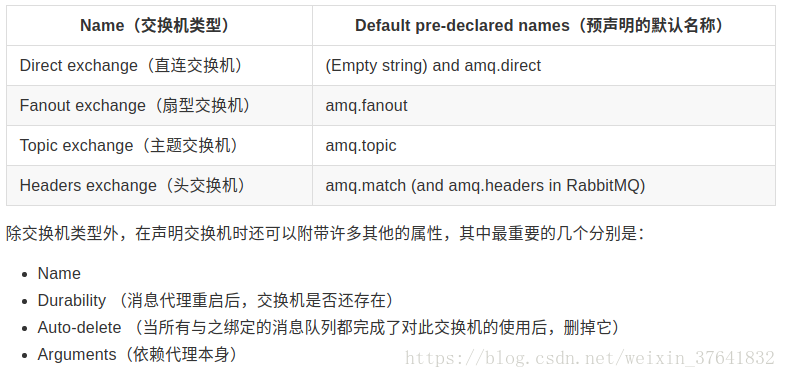 Name（交换机类型） Default pre-declared names（预声明的默认名称）
Direct exchange（直连交换机） (Empty string) and amq.direct
Fanout exchange（扇型交换机） amq.fanout
Topic exchange（主题交换机） amq.topic
Headers exchange（头交换机） amq.match (and amq.headers in RabbitMQ)
除交换机类型外，在声明交换机时还可以附带许多其他的属性，其中最重要的几个分别是：
• Name
• Durability （消息代理重启后，交换机是否还存在）
• Auto-delete （当所有与之绑定的消息队列都完成了对此交换机的使用后，删掉它）
• Arguments（依赖代理本身）
https://blog.csdn.net/weixin_37641832